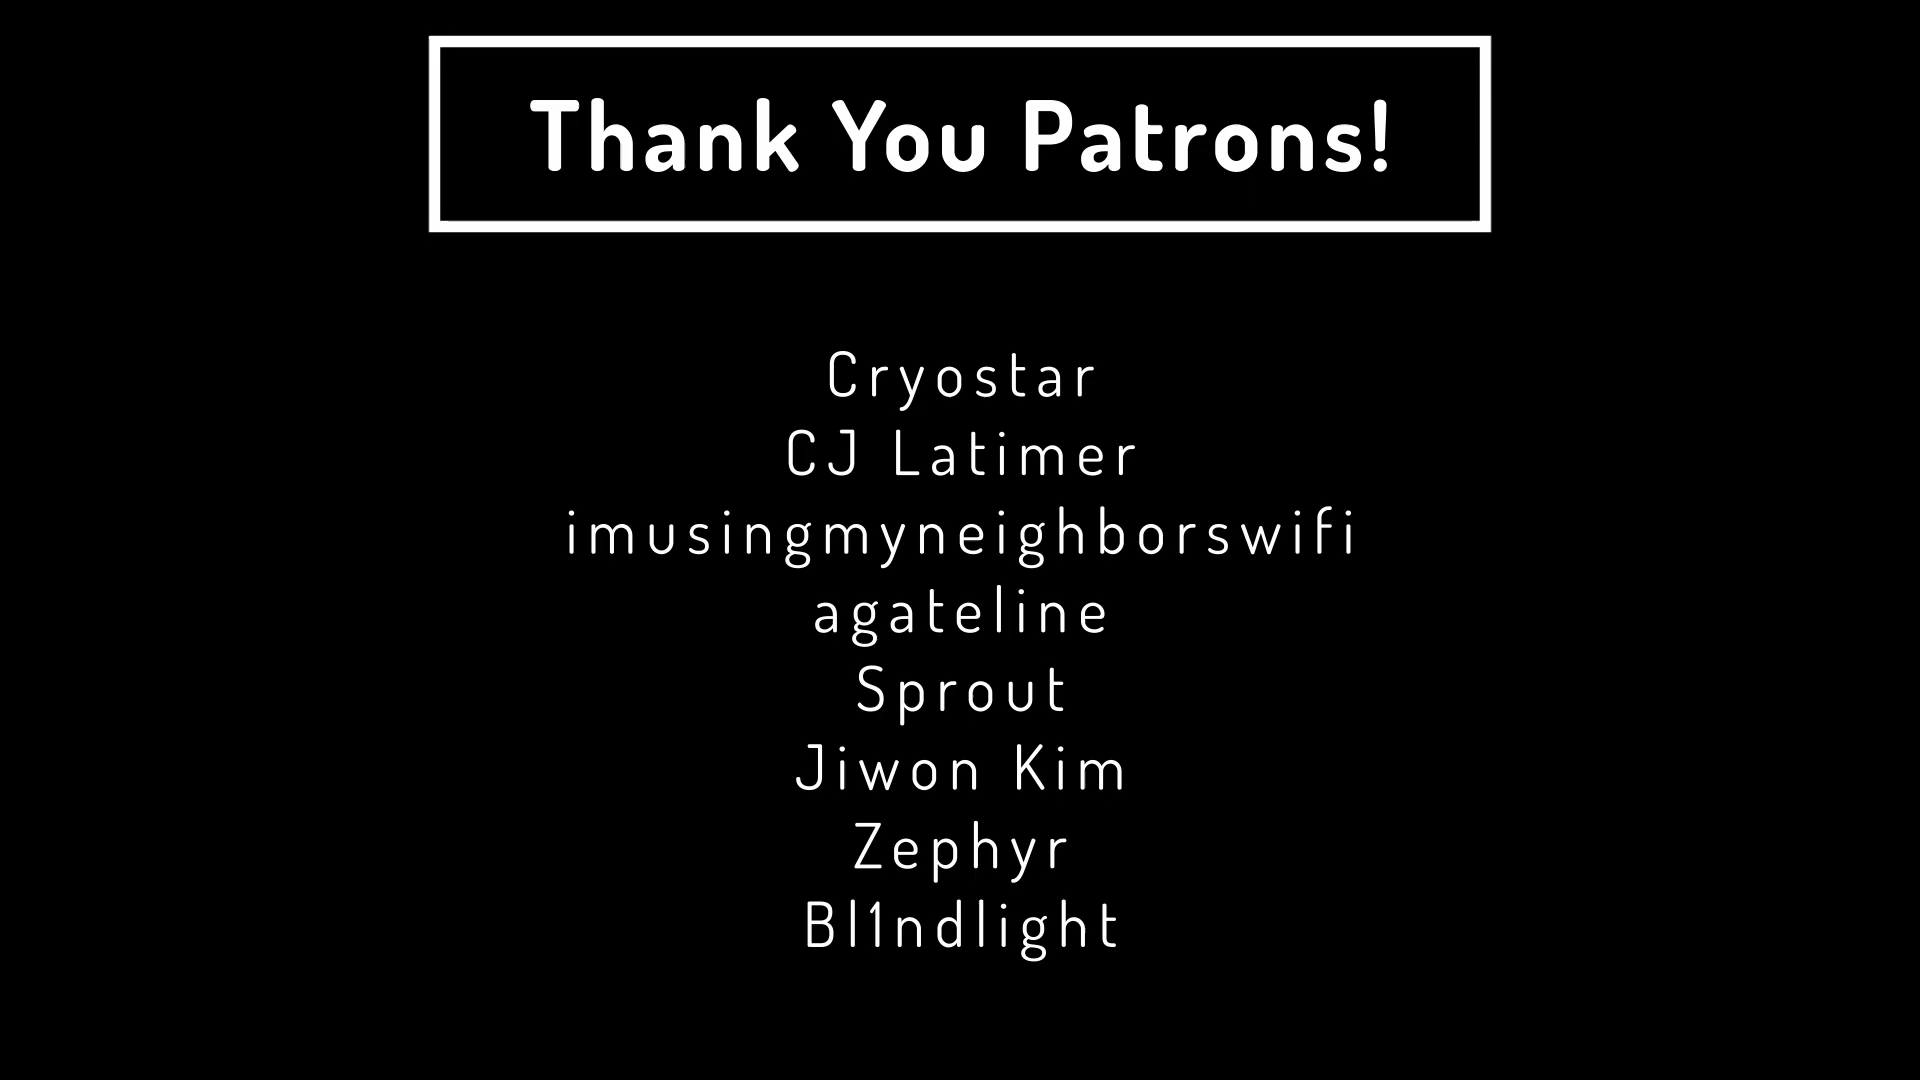 Thank You Patrons!
Cryostar
CJ Latimer
imusingmyneighborswifi
agateline
Sprout
Jiwon Kim
Zephyr
Bl1ndlight